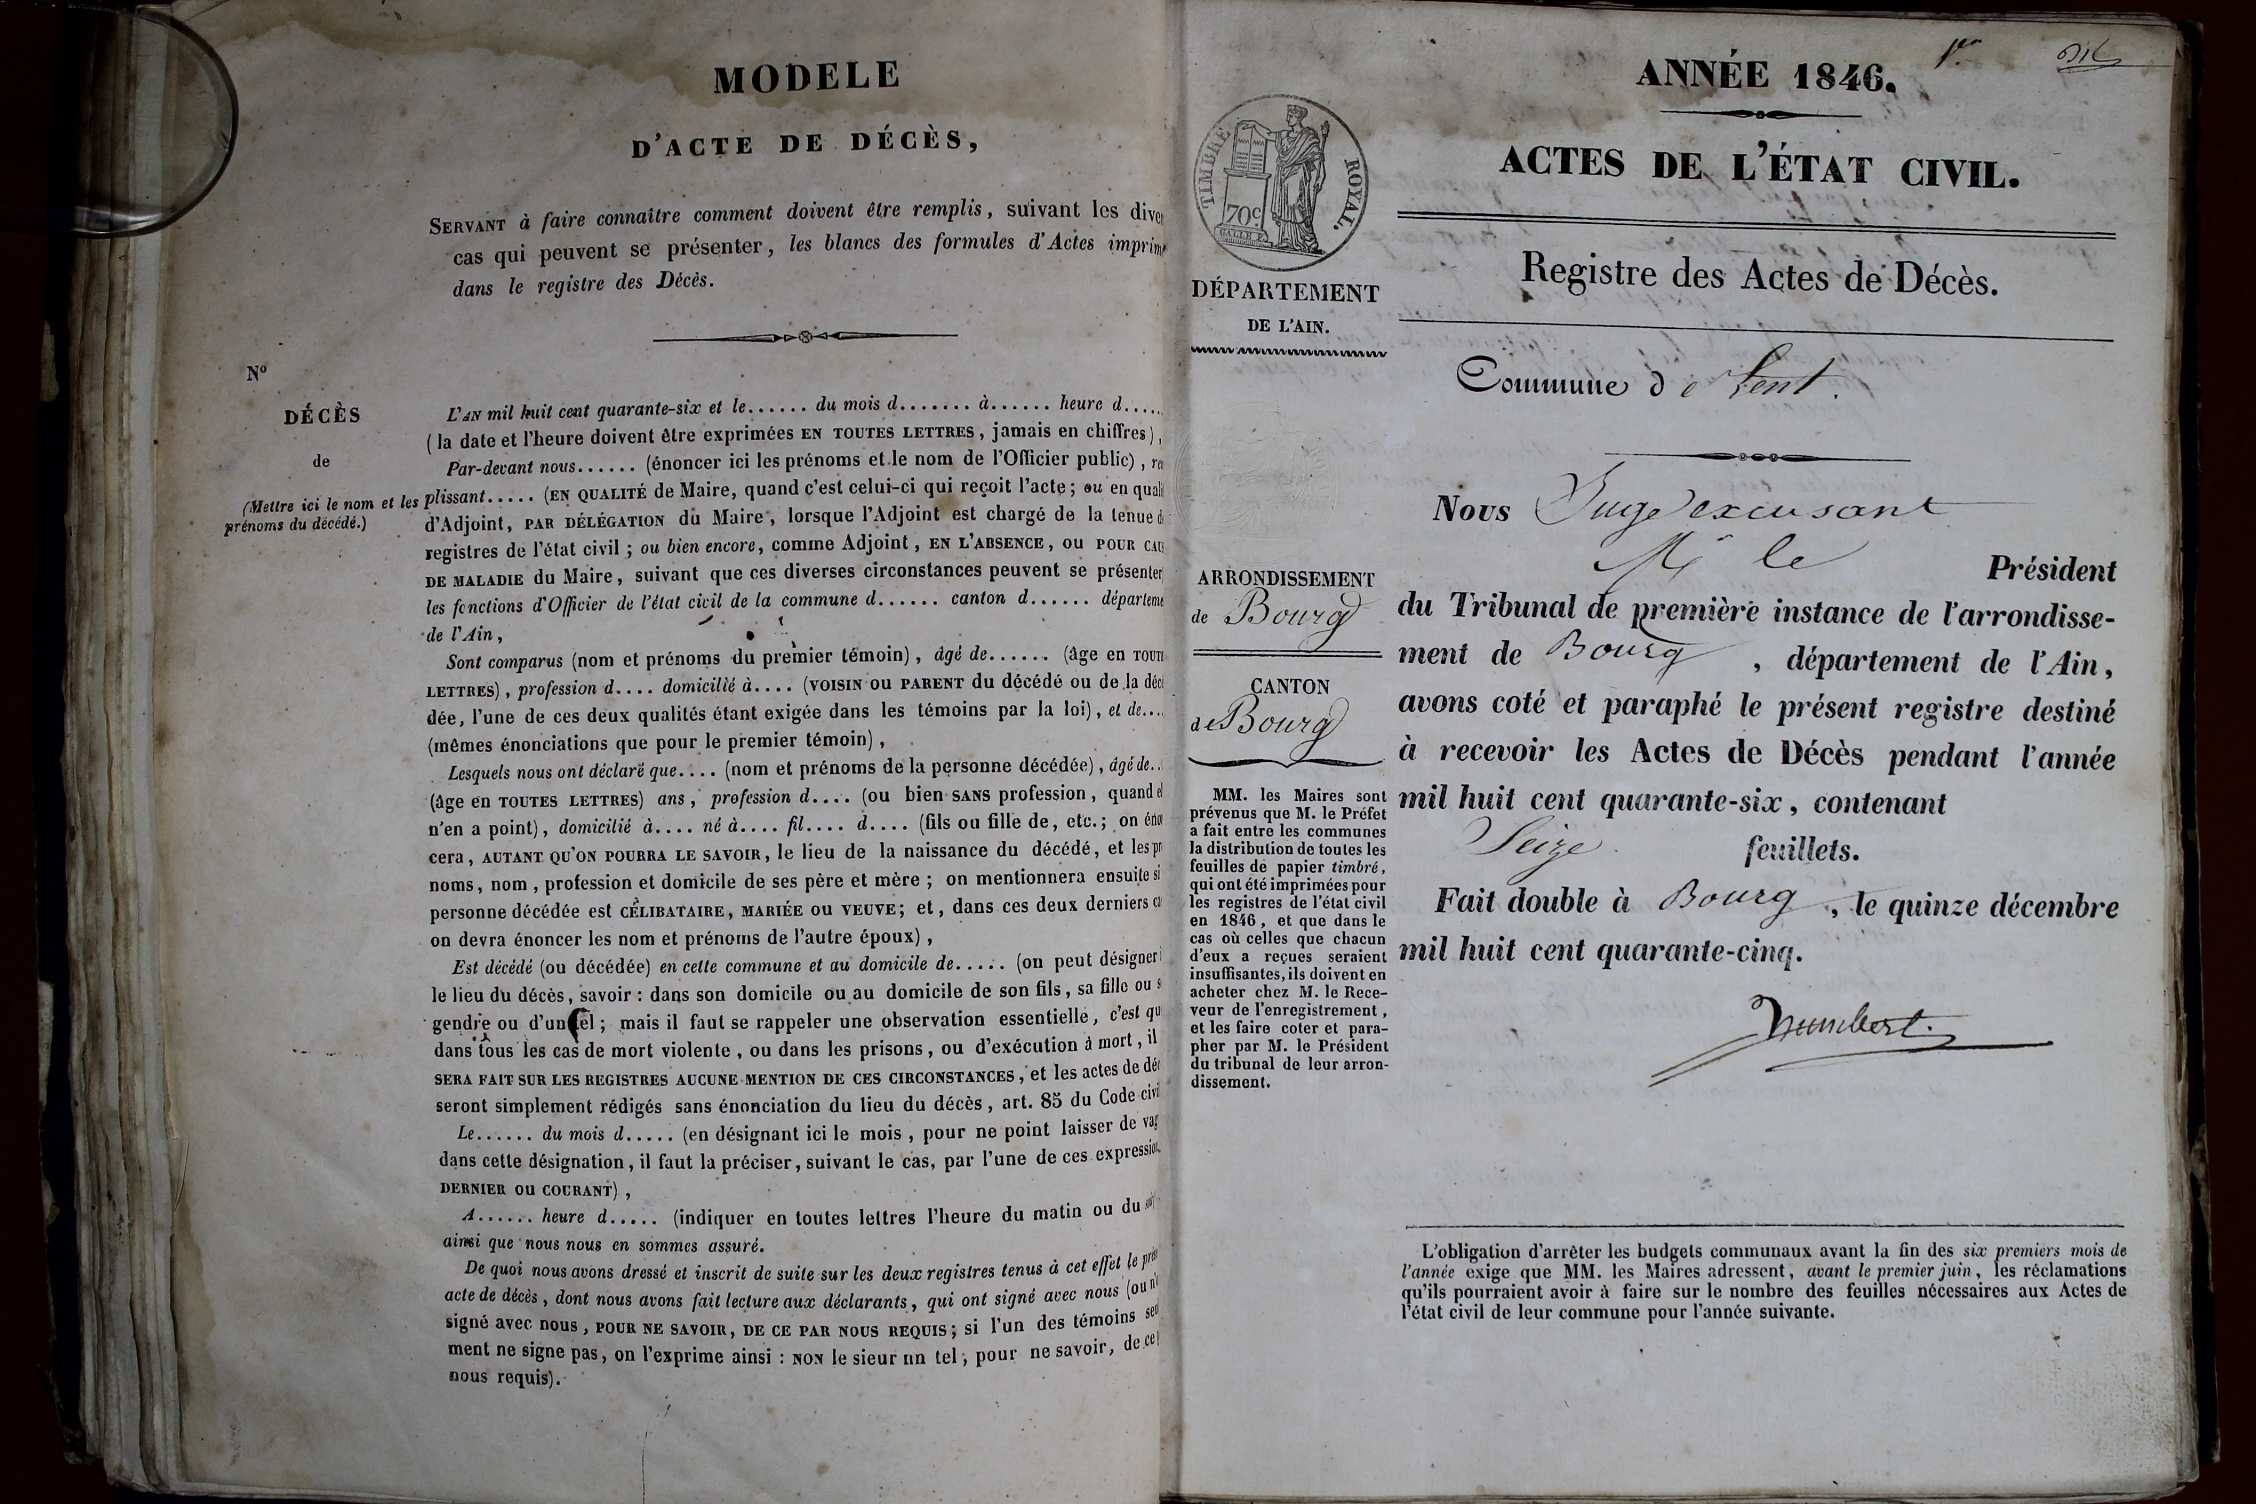 MODELE
D'ACTE DE DÉCÈS,
SERVANT à faire connaître comment doivent être remplis, suivant les diver
cas qui peuvent se présenter, les blancs des formules d'Actes imprimé
dans le registre des Décès.
Nº
DÉCÈS
de
(Mettre ici le nom et les
prénoms du décédé.)
L'AN mil huit cent quarante-six et le...... du mois d....... à...... heure d.....
(la date et l'heure doivent être exprimées EN TOUTES LETTRES, jamais en chiffres),
Par-devant nous...... (énoncer ici les prénoms et le nom de l'Officier public), rem
plissant..... (EN QUALITÉ de Maire, quand c'est celui-ci qui reçoit l'acte; ou en quali
d'Adjoint, PAR DÉLÉGATION du Maire, lorsque l'Adjoint est chargé de la tenue d
registres de l'état civil; ou bien encore, comme Adjoint, EN L'ABSENCE, OU POUR CAU
DE MALADIE du Maire, suivant que ces diverses circonstances peuvent se présenter
les fonctions d'Officier de l'état civil de la commune d...... canton d...... départeme
de l'Ain,
Sont comparus (nom et prénoms du premier témoin), âgé de...... (âge en TOUTE
LETTRES), profession d.... domicilié à.... (VOISIN OU PARENT du décédé ou de la décé
dée, l'une de ces deux qualités étant exigée dans les témoins par la loi), et de....
(mêmes énonciations que pour le premier témoin),
Lesquels nous ont déclaré que.... (nom et prénoms de la personne décédée), âgé de..
(âge en TOUTES LETTRES) ans, profession d.... (ou bien SANS profession, quand el
n'en a point), domicilié à.... né à.... fil.... d.... (fils ou fille de, etc.; on énon
cera, AUTANT QU'ON POURRA LE SAVOIR, le lieu de la naissance du décédé, et les pr
noms, nom, profession et domicile de ses père et mère; on mentionnera ensuite si
personne décédée est CÉLIBATAIRE, MARIÉE OU VEUVE; et, dans ces deux derniers ca
on devra énoncer les nom et prénoms de l'autre époux),
Est décédé (ou décédée) en cette commune et au domicile de..... (on peut désigner
le lieu du décès, savoir: dans son domicile ou au domicile de son fils, sa fille ou s
gendre ou d'un tel; mais il faut se rappeler une observation essentielle, c'est qu
dans tous les cas de mort violente, ou dans les prisons, ou d'exécution à mort, il
SERA FAIT SUR LES REGISTRES AUCUNE MENTION DE CES CIRCONSTANCES, et les actes de déc
seront simplement rédigés sans énonciation du lieu du décès, art. 85 du Code civi
Le...... du mois d..... (en désignant ici le mois, pour ne point laisser de vag
dans cette désignation, il faut la préciser, suivant le cas, par l'une de ces expression
DERNIER OU COURANT),
A...... heure d..... (indiquer en toutes lettres l'heure du matin ou du soir
ainsi que nous nous en sommes assuré.
De quoi nous avons dressé et inscrit de suite sur les deux registres tenus à cet effet le prés
acte de décès, dont nous avons fait lecture aux déclarants, qui ont signé avec nous (ou n'o
signé avec nous, POUR NE SAVOIR, DE CE PAR NOUS REQUIS; si l'un des témoins seu
ment ne signe pas, on l'exprime ainsi: NON le sieur un tel, pour ne savoir, de ce p
nous requis).
1er
ANNÉE 1846.
ACTES DE L'ÉTAT CIVIL.
TIMBRE ROYAL.
70c
Registre des Actes de Décès.
DÉPARTEMENT
DE L'AIN.
Commune de Lent.
Nous Juge excusant
Mr le Président
du Tribunal de première instance de l'arrondisse-
ment de Bourg, département de l'Ain,
avons coté et paraphé le présent registre destiné
à recevoir les Actes de Décès pendant l'année
mil huit cent quarante-six, contenant
Seize feuillets.
Fait double à Bourg, le quinze décembre
mil huit cent quarante-cinq.
Humbert.
ARRONDISSEMENT
de Bourg
CANTON
de Bourg
MM. les Maires sont
prévenus que M. le Préfet
a fait entre les communes
la distribution de toutes les
feuilles de papier timbré,
qui ont été imprimées pour
les registres de l'état civil
en 1846, et que dans le
cas où celles que chacun
d'eux a reçues seraient
insuffisantes, ils doivent en
acheter chez M. le Rece-
veur de l'enregistrement,
et les faire coter et para-
pher par M. le Président
du tribunal de leur arron-
dissement.
L'obligation d'arrêter les budgets communaux avant la fin des six premiers mois de
l'année exige que MM. les Maires adressent, avant le premier juin, les réclamations
qu'ils pourraient avoir à faire sur le nombre des feuilles nécessaires aux Actes de
l'état civil de leur commune pour l'année suivante.